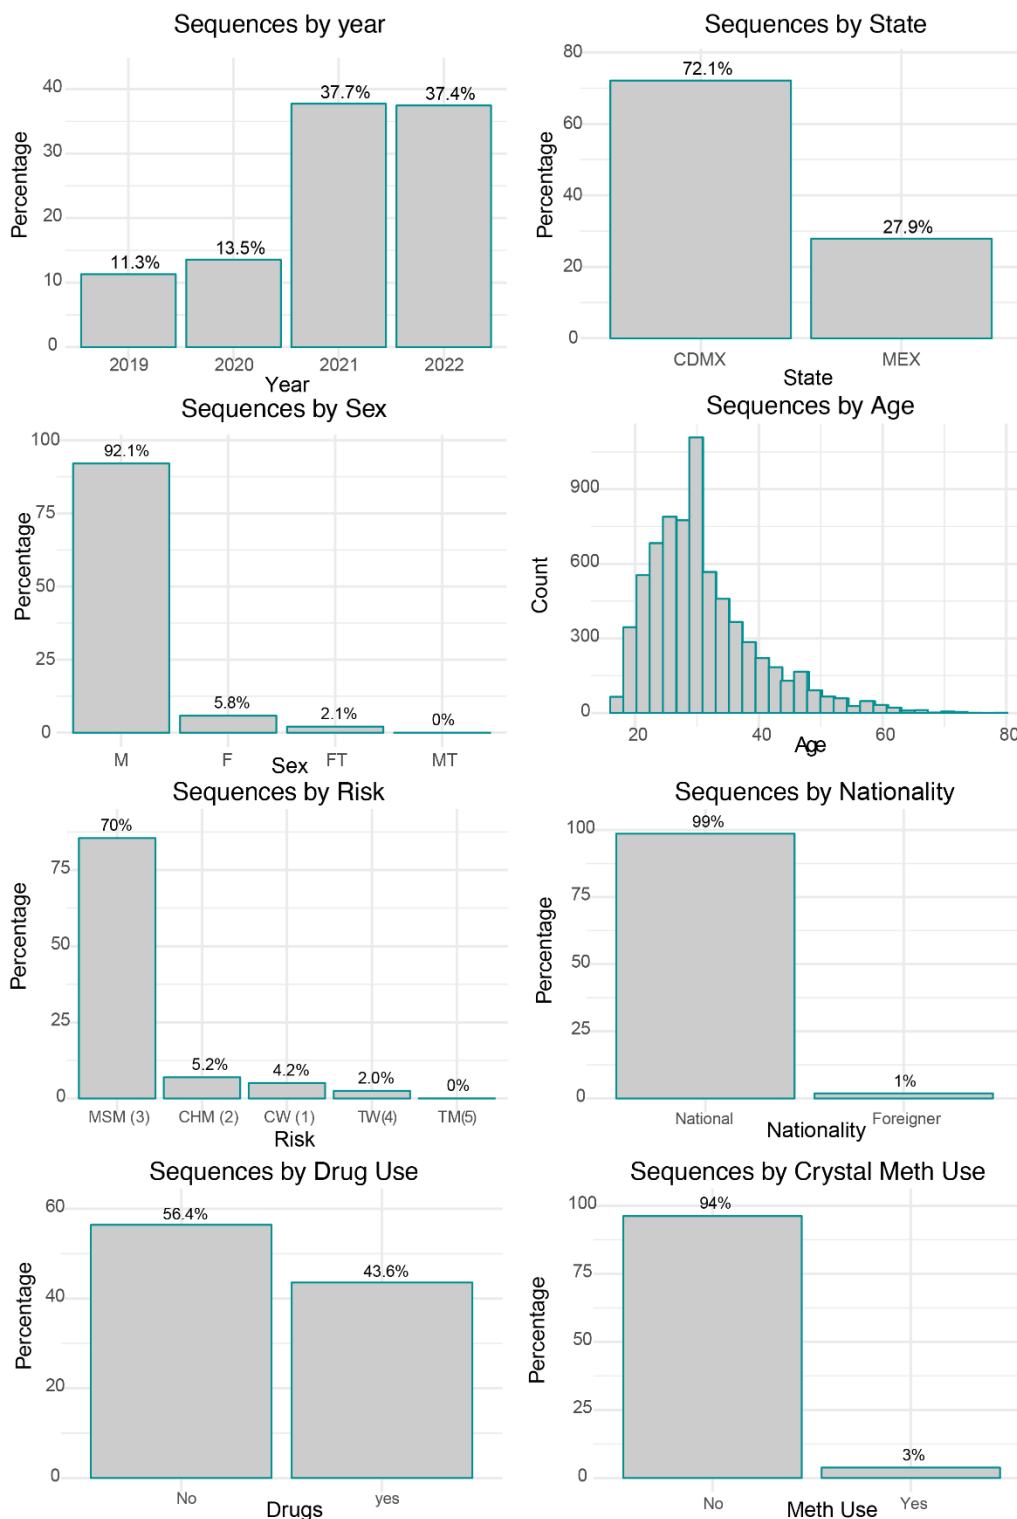 Sequences by year
Percentage
40
30
20
10
0
11.3%
13.5%
37.7%
37.4%
2019 2020 2021 2022
Year
Sequences by State
Percentage
80
60
40
20
0
72.1%
27.9%
CDMX MEX
State
Sequences by Sex
Percentage
100
75
50
25
0
92.1%
5.8%
2.1%
0%
M F FT MT
Sex
Sequences by Age
Count
900
600
300
0
20 40 60 80
Age
Sequences by Risk
Percentage
75
50
25
0
70%
5.2%
4.2%
2.0%
0%
MSM (3) CHM (2) CW (1) TW(4) TM(5)
Risk
Sequences by Nationality
Percentage
100
75
50
25
0
99%
1%
National Foreigner
Nationality
Sequences by Drug Use
Percentage
60
40
20
0
56.4%
43.6%
No yes
Drugs
Sequences by Crystal Meth Use
Percentage
100
75
50
25
0
94%
3%
No Yes
Meth Use